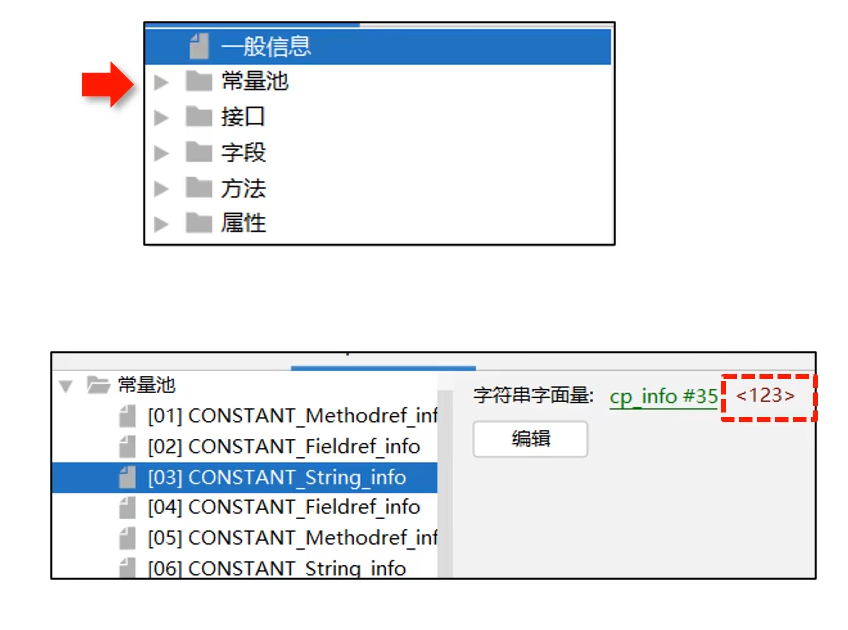 一般信息
常量池
接口
字段
方法
属性
常量池
[01] CONSTANT_Methodref_inf
[02] CONSTANT_Fieldref_info
[03] CONSTANT_String_info
[04] CONSTANT_Fieldref_info
[05] CONSTANT_Methodref_inf
[06] CONSTANT_String_info
字符串字面量: cp_info #35 <123>
编辑